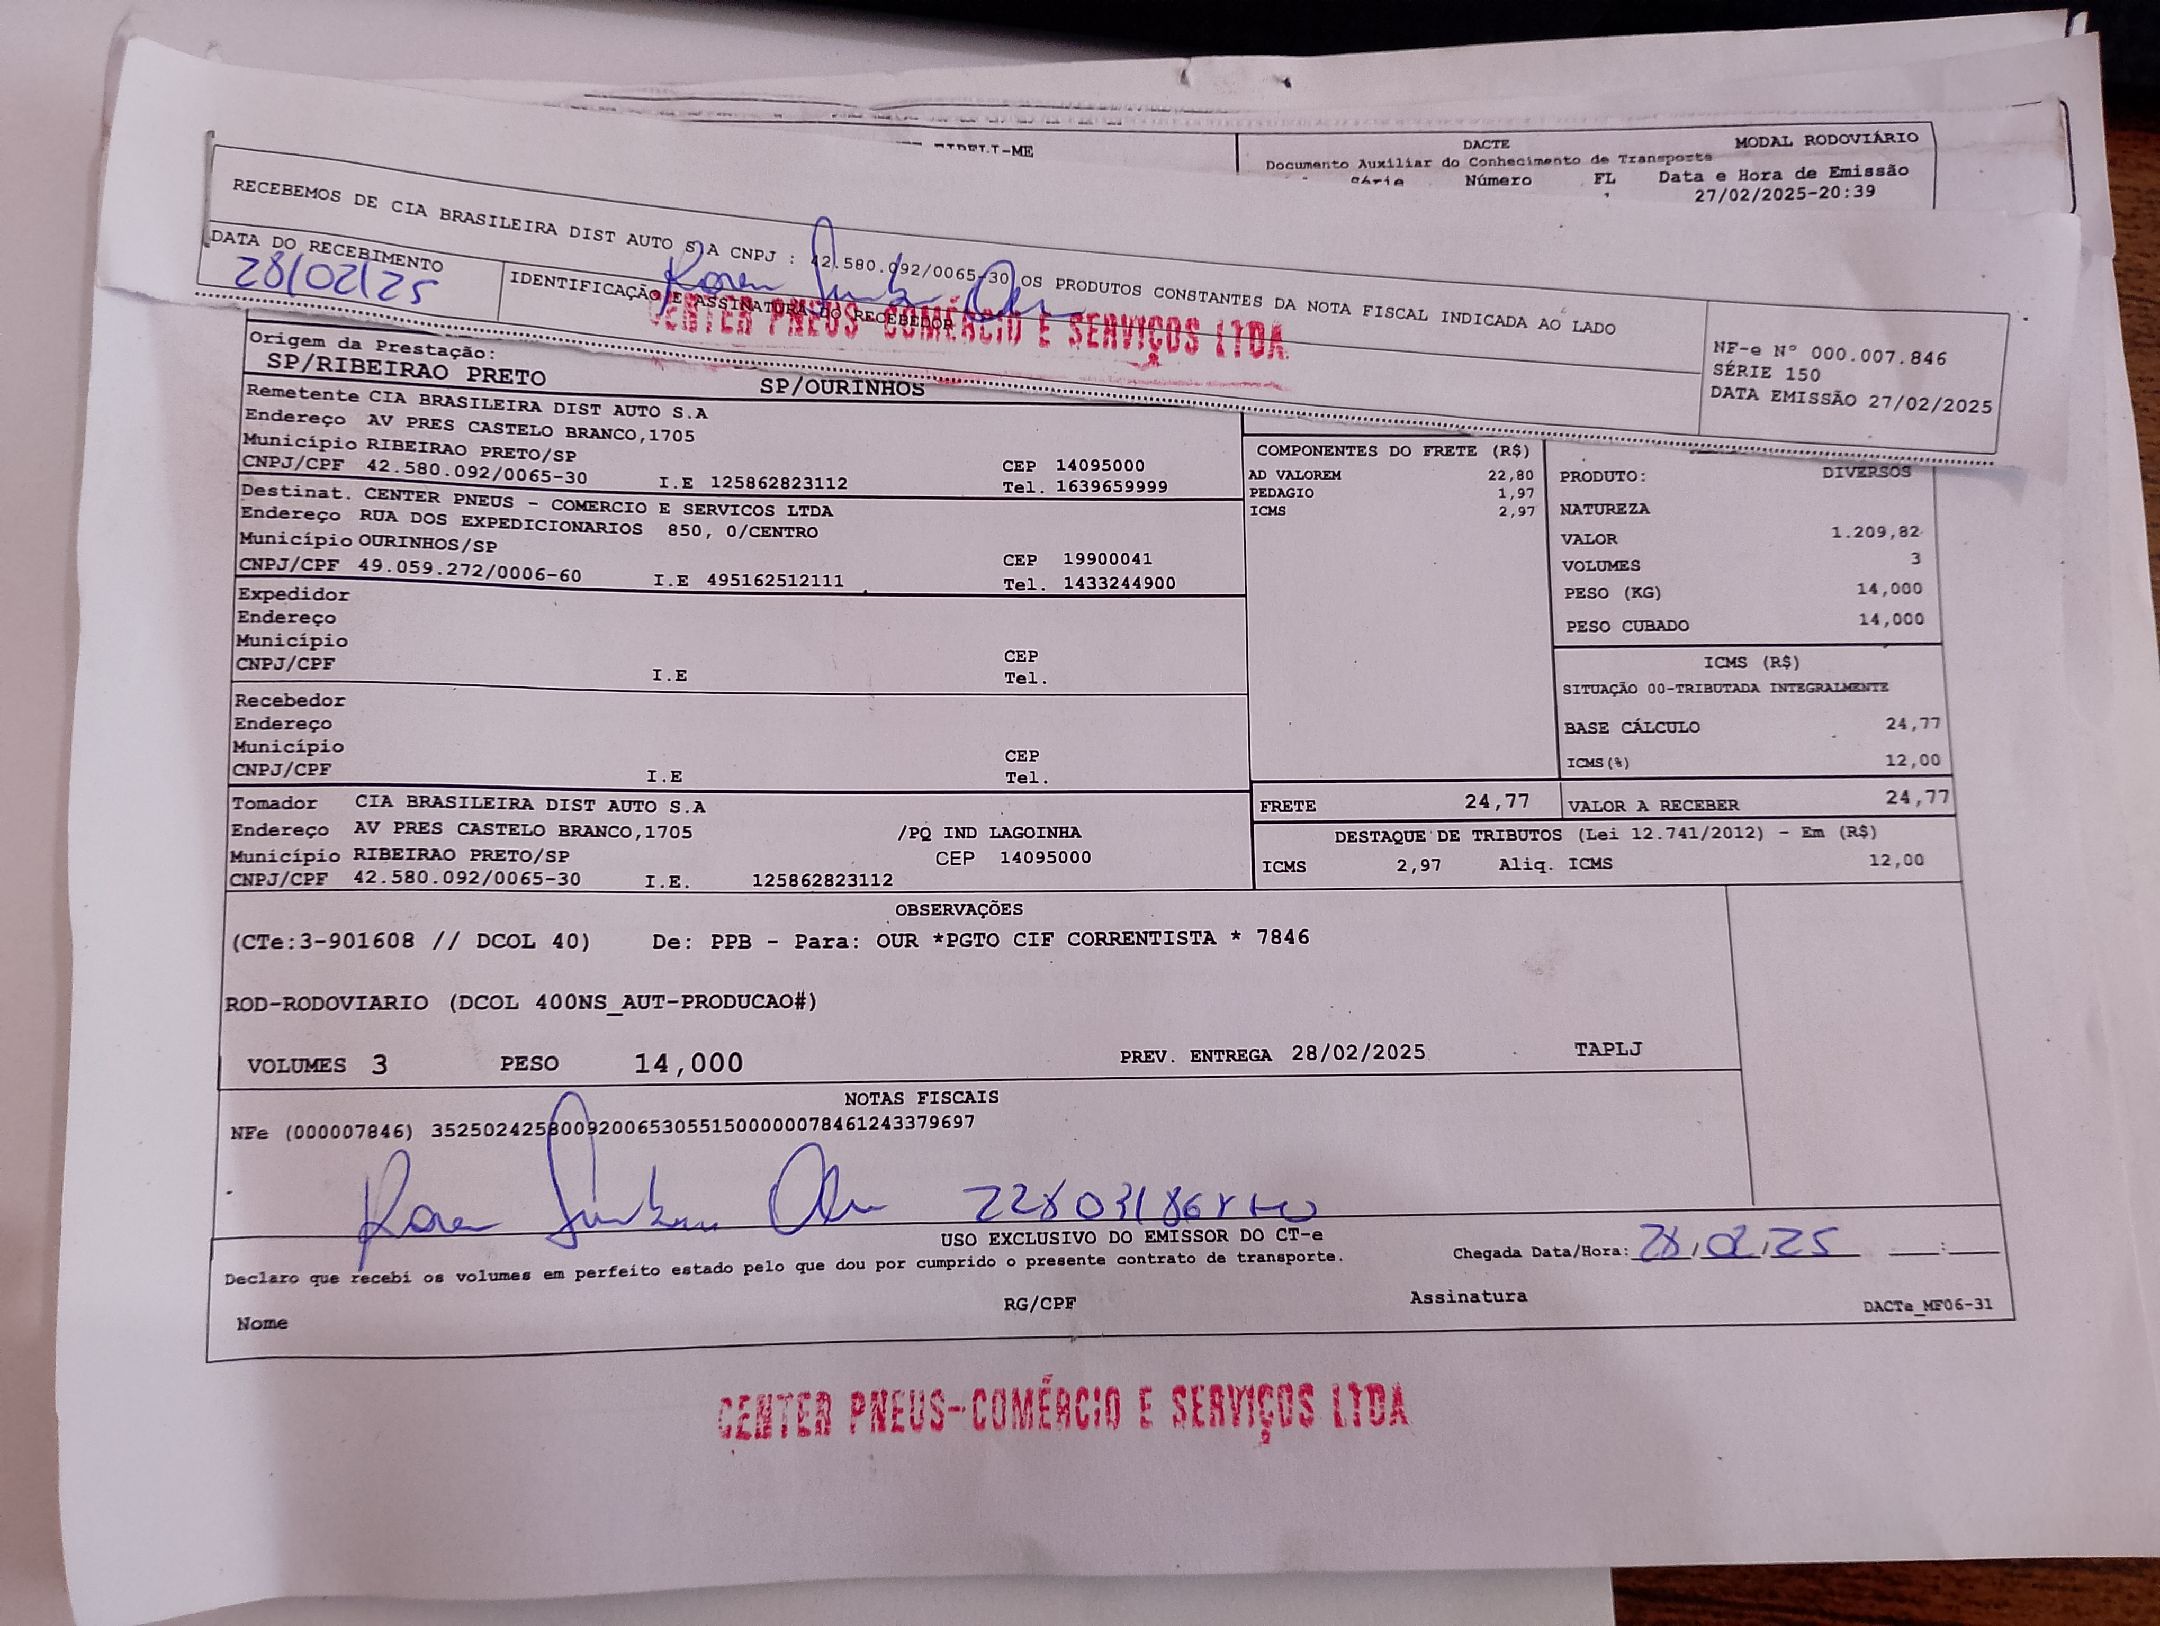 DACTE
MODAL RODOVIÁRIO
Documento Auxiliar do Conhecimento de Transporte
Série Número FL Data e Hora de Emissão
27/02/2025-20:39
RECEBEMOS DE CIA BRASILEIRA DIST AUTO S.A CNPJ : 42.580.092/0065-30 OS PRODUTOS CONSTANTES DA NOTA FISCAL INDICADA AO LADO
DATA DO RECEBIMENTO
28/02/25
IDENTIFICAÇÃO E ASSINATURA DO RECEBEDOR
CENTER PNEUS-COMÉRCIO E SERVIÇOS LTDA
NF-e Nº 000.007.846
SÉRIE 150
DATA EMISSÃO 27/02/2025
Origem da Prestação:
SP/RIBEIRAO PRETO SP/OURINHOS
Remetente CIA BRASILEIRA DIST AUTO S.A
Endereço AV PRES CASTELO BRANCO,1705
Município RIBEIRAO PRETO/SP CEP 14095000
CNPJ/CPF 42.580.092/0065-30 I.E 125862823112 Tel. 1639659999
Destinat. CENTER PNEUS - COMERCIO E SERVICOS LTDA
Endereço RUA DOS EXPEDICIONARIOS 850, 0/CENTRO
Município OURINHOS/SP CEP 19900041
CNPJ/CPF 49.059.272/0006-60 I.E 495162512111 Tel. 1433244900
Expedidor
Endereço
Município CEP
CNPJ/CPF I.E Tel.
Recebedor
Endereço
Município CEP
CNPJ/CPF I.E Tel.
Tomador CIA BRASILEIRA DIST AUTO S.A
Endereço AV PRES CASTELO BRANCO,1705 /PQ IND LAGOINHA
Município RIBEIRAO PRETO/SP CEP 14095000
CNPJ/CPF 42.580.092/0065-30 I.E. 125862823112
COMPONENTES DO FRETE (R$)
AD VALOREM 22,80
PEDAGIO 1,97
ICMS 2,97
PRODUTO: DIVERSOS
NATUREZA
VALOR 1.209,82
VOLUMES 3
PESO (KG) 14,000
PESO CUBADO 14,000
ICMS (R$)
SITUAÇÃO 00-TRIBUTADA INTEGRALMENTE
BASE CÁLCULO 24,77
ICMS(%) 12,00
FRETE 24,77 VALOR A RECEBER 24,77
DESTAQUE DE TRIBUTOS (Lei 12.741/2012) - Em (R$)
ICMS 2,97 Aliq. ICMS 12,00
OBSERVAÇÕES
(CTe:3-901608 // DCOL 40) De: PPB - Para: OUR *PGTO CIF CORRENTISTA * 7846
ROD-RODOVIARIO (DCOL 400NS_AUT-PRODUCAO#)
VOLUMES 3 PESO 14,000 PREV. ENTREGA 28/02/2025 TAPLJ
NOTAS FISCAIS
NFe (000007846) 35250242580092006530551500000078461243379697
USO EXCLUSIVO DO EMISSOR DO CT-e
Declaro que recebi os volumes em perfeito estado pelo que dou por cumprido o presente contrato de transporte.
Chegada Data/Hora: 28/02/25 __:__
Nome RG/CPF Assinatura DACTe_MF06-31
CENTER PNEUS-COMÉRCIO E SERVIÇOS LTDA